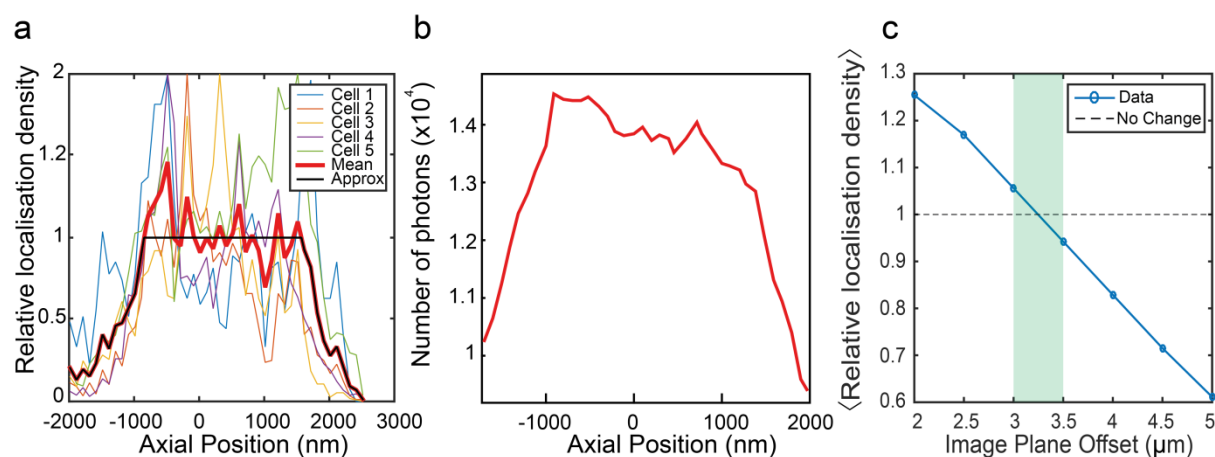 a
Relative localisation density
2
1.2
1
0.5
0
-2000
-1000
0
1000
2000
3000
Axial Position (nm)
Cell 1
Cell 2
Cell 3
Cell 4
Cell 5
Mean
Approx
b
Number of photons (x10⁴)
1.4
1.3
1.2
1.1
1
-1000
0
1000
2000
Axial Position (nm)
c
⟨Relative localisation density⟩
1.3
1.2
1.1
1
0.9
0.8
0.7
0.6
2
2.5
3
3.5
4
4.5
5
Image Plane Offset (µm)
Data
No Change